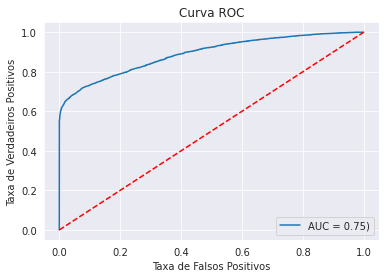 Curva ROC
Taxa de Verdadeiros Positivos
1.0
0.8
0.6
0.4
0.2
0.0
AUC = 0.75)
0.0 0.2 0.4 0.6 0.8 1.0
Taxa de Falsos Positivos